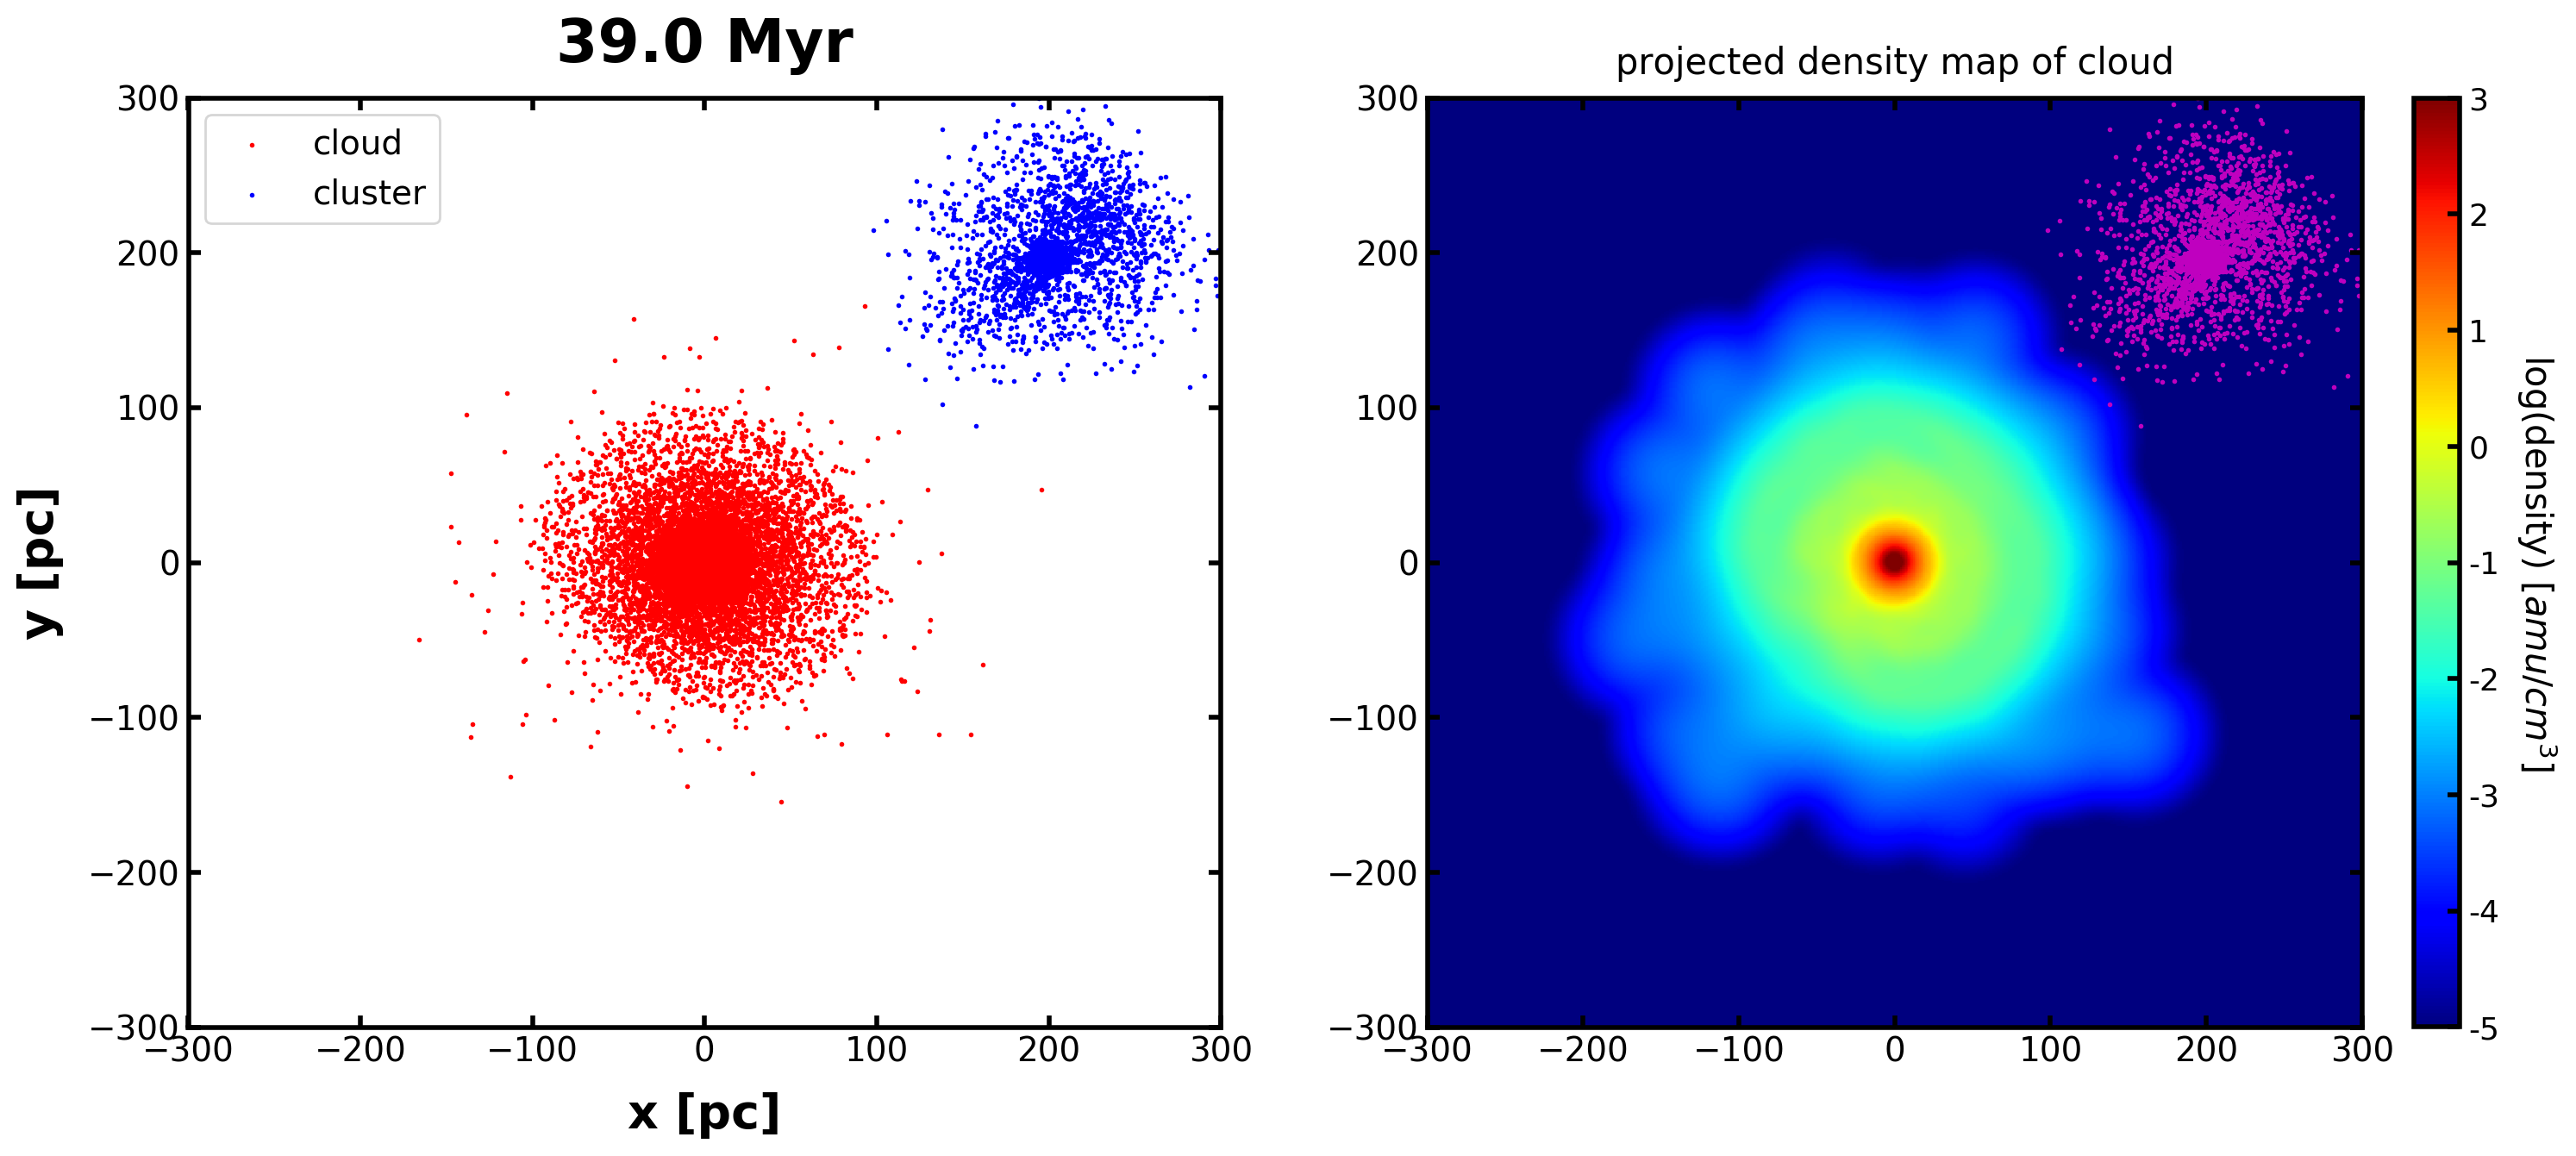 39.0 Myr
projected density map of cloud
cloud
cluster
300
200
100
0
−100
−200
−300
y [pc]
−300 −200 −100 0 100 200 300
x [pc]
300
200
100
0
−100
−200
−300
−300 −200 −100 0 100 200 300
3
2
1
0
-1
-2
-3
-4
-5
log(density) [amu/cm³]